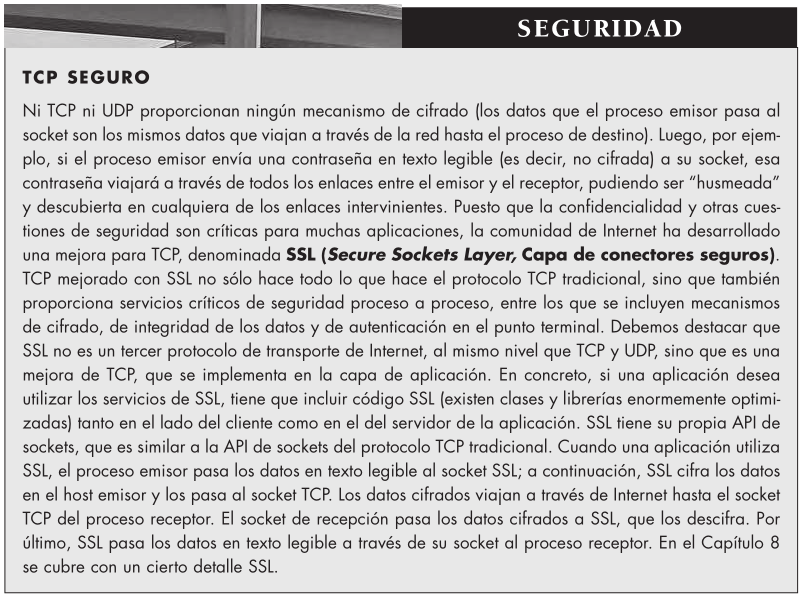 SEGURIDAD
TCP SEGURO
Ni TCP ni UDP proporcionan ningún mecanismo de cifrado (los datos que el proceso emisor pasa al
socket son los mismos datos que viajan a través de la red hasta el proceso de destino). Luego, por ejem-
plo, si el proceso emisor envía una contraseña en texto legible (es decir, no cifrada) a su socket, esa
contraseña viajará a través de todos los enlaces entre el emisor y el receptor, pudiendo ser “husmeada”
y descubierta en cualquiera de los enlaces intervinientes. Puesto que la confidencialidad y otras cues-
tiones de seguridad son críticas para muchas aplicaciones, la comunidad de Internet ha desarrollado
una mejora para TCP, denominada SSL (Secure Sockets Layer, Capa de conectores seguros).
TCP mejorado con SSL no sólo hace todo lo que hace el protocolo TCP tradicional, sino que también
proporciona servicios críticos de seguridad proceso a proceso, entre los que se incluyen mecanismos
de cifrado, de integridad de los datos y de autenticación en el punto terminal. Debemos destacar que
SSL no es un tercer protocolo de transporte de Internet, al mismo nivel que TCP y UDP, sino que es una
mejora de TCP, que se implementa en la capa de aplicación. En concreto, si una aplicación desea
utilizar los servicios de SSL, tiene que incluir código SSL (existen clases y librerías enormemente optimi-
zadas) tanto en el lado del cliente como en el del servidor de la aplicación. SSL tiene su propia API de
sockets, que es similar a la API de sockets del protocolo TCP tradicional. Cuando una aplicación utiliza
SSL, el proceso emisor pasa los datos en texto legible al socket SSL; a continuación, SSL cifra los datos
en el host emisor y los pasa al socket TCP. Los datos cifrados viajan a través de Internet hasta el socket
TCP del proceso receptor. El socket de recepción pasa los datos cifrados a SSL, que los descifra. Por
último, SSL pasa los datos en texto legible a través de su socket al proceso receptor. En el Capítulo 8
se cubre con un cierto detalle SSL.